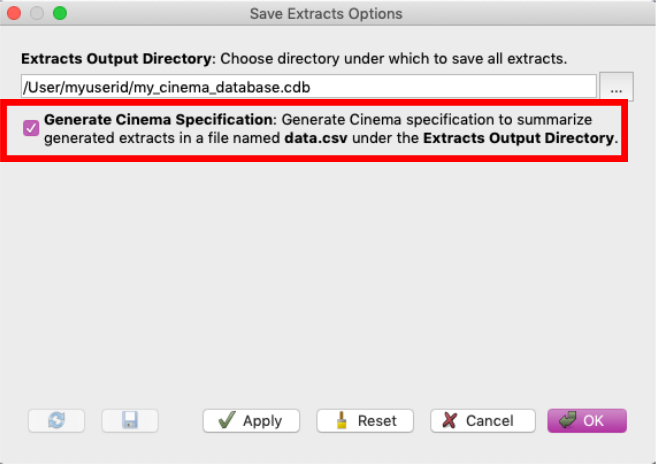 Save Extracts Options
Extracts Output Directory: Choose directory under which to save all extracts.
/User/myuserid/my_cinema_database.cdb
...
Generate Cinema Specification: Generate Cinema specification to summarize
generated extracts in a file named data.csv under the Extracts Output Directory.
Apply
Reset
Cancel
OK